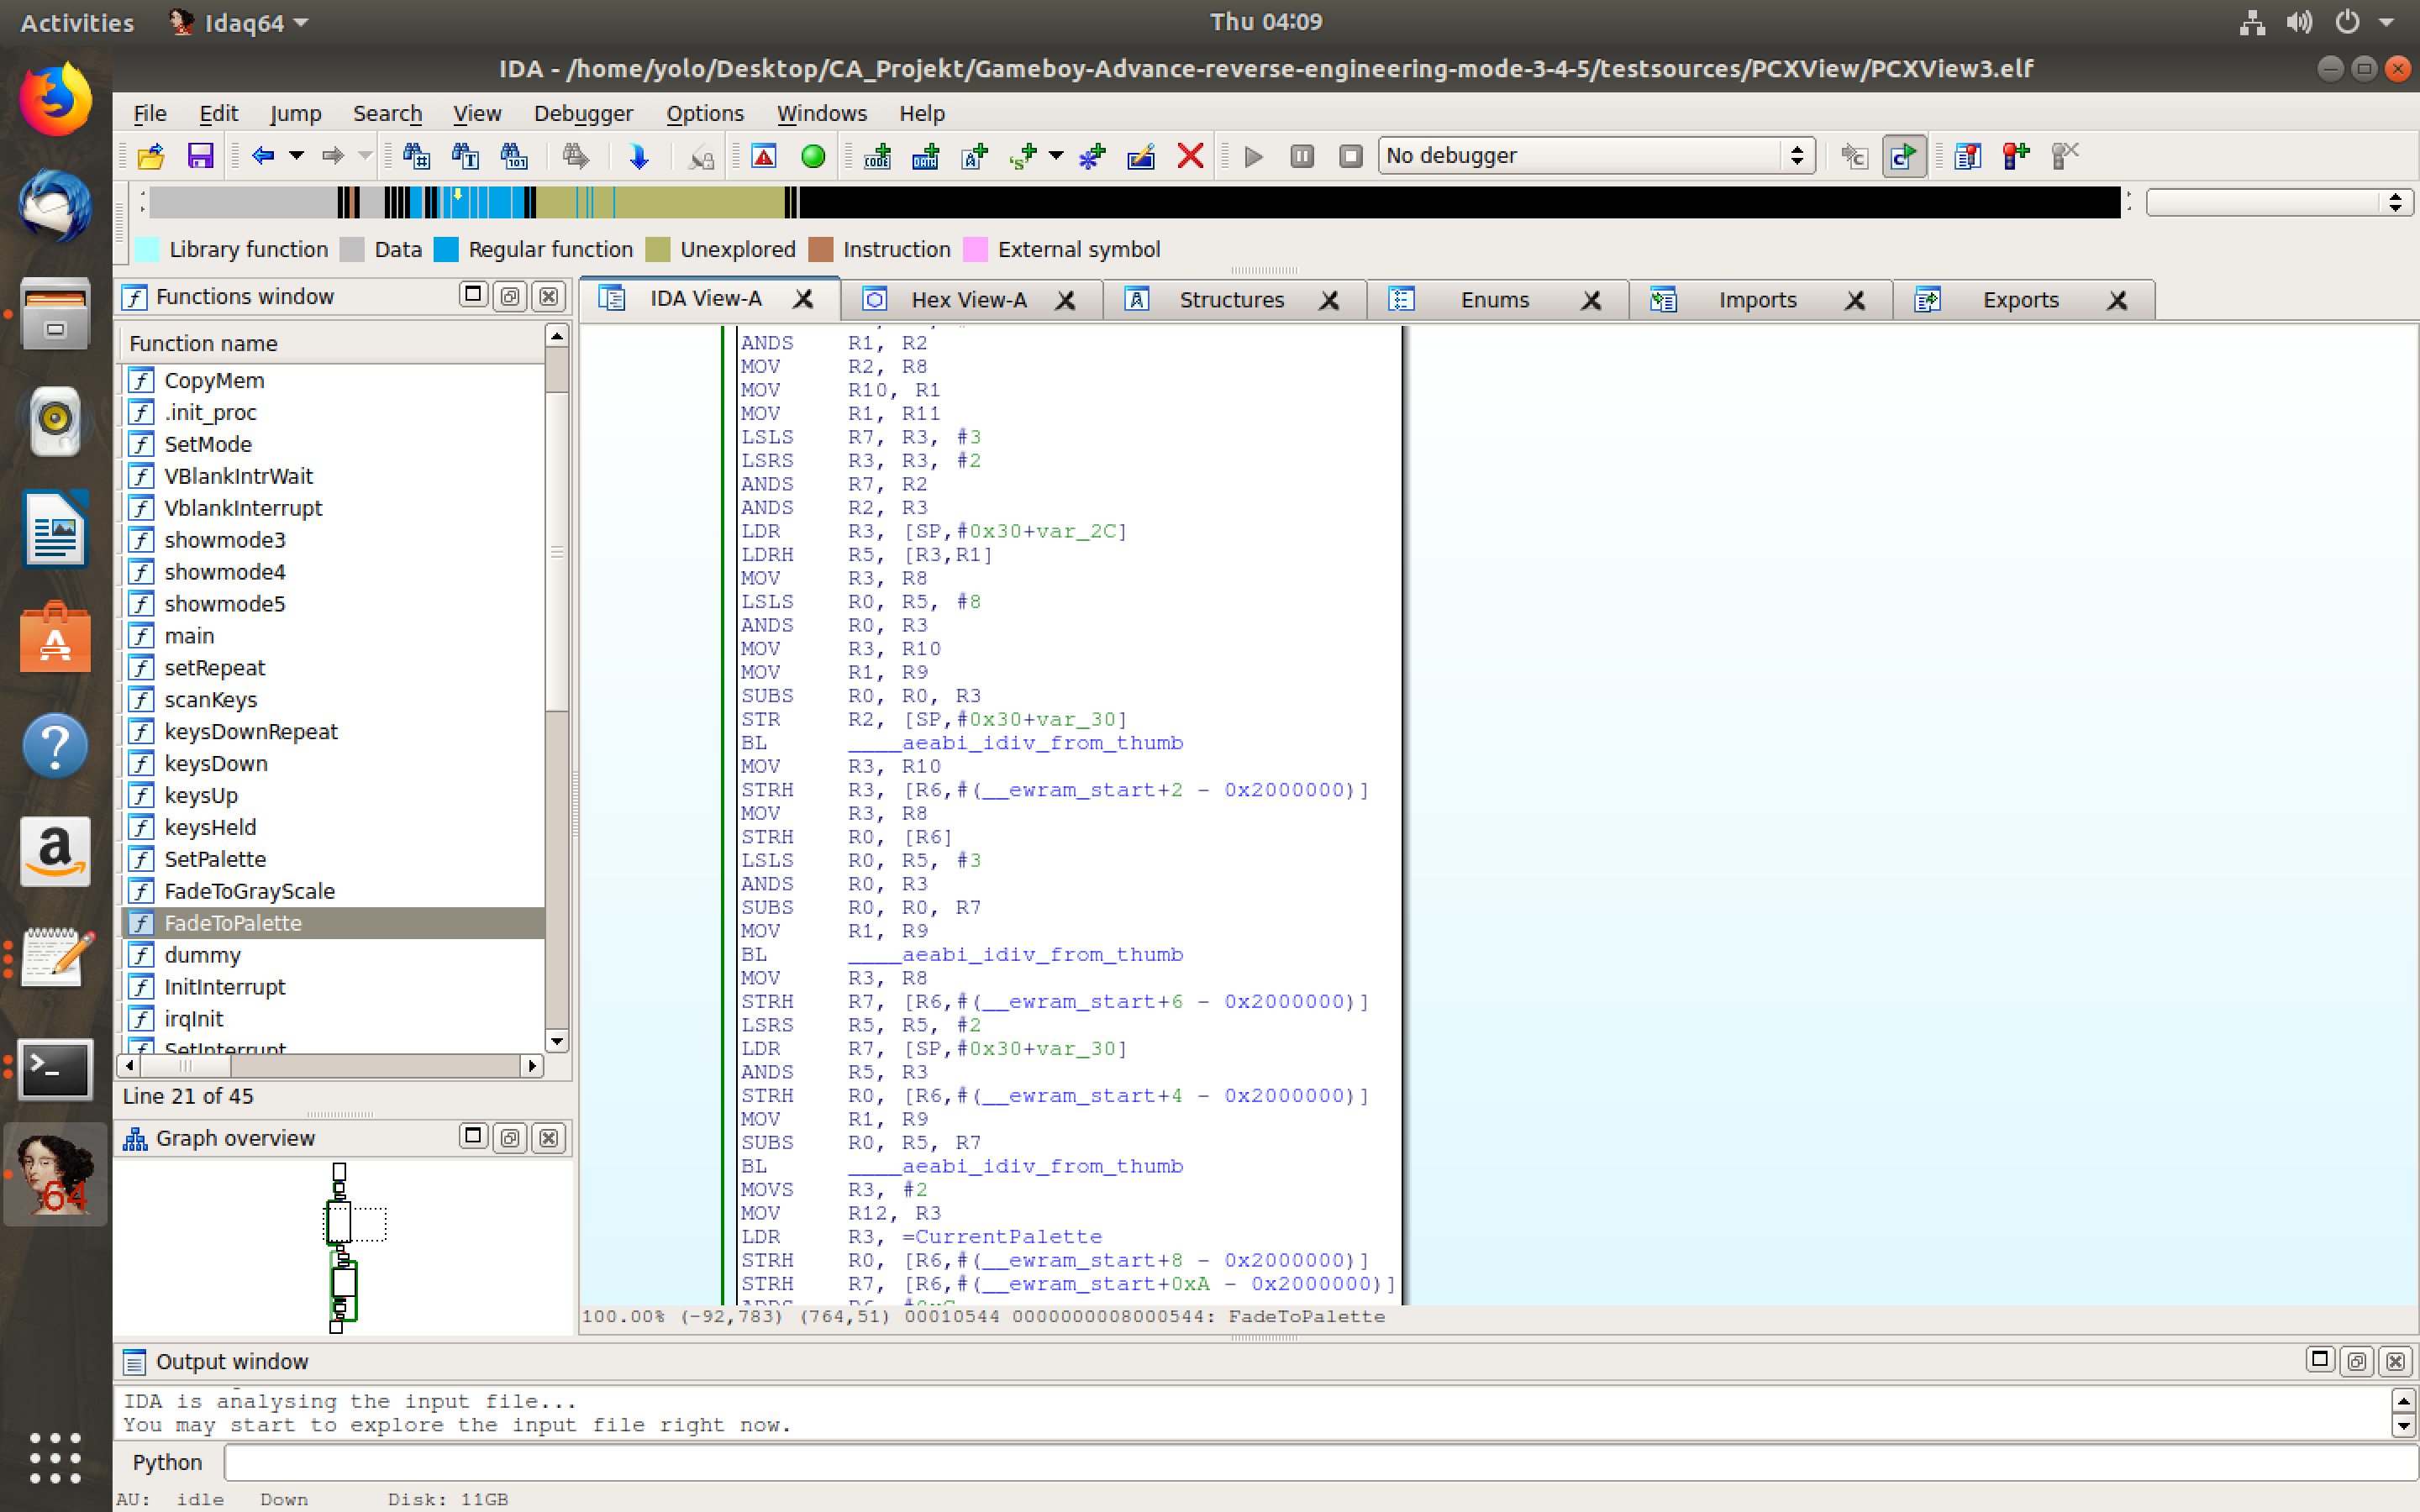 Activities Idaq64 Thu 04:09
IDA - /home/yolo/Desktop/CA_Projekt/Gameboy-Advance-reverse-engineering-mode-3-4-5/testsources/PCXView/PCXView3.elf
File Edit Jump Search View Debugger Options Windows Help
No debugger
Library function Data Regular function Unexplored Instruction External symbol
Functions window
Function name
CopyMem
.init_proc
SetMode
VBlankIntrWait
VblankInterrupt
showmode3
showmode4
showmode5
main
setRepeat
scanKeys
keysDownRepeat
keysDown
keysUp
keysHeld
SetPalette
FadeToGrayScale
FadeToPalette
dummy
InitInterrupt
irqInit
SetInterrupt
Line 21 of 45
Graph overview
64
IDA View-A Hex View-A Structures Enums Imports Exports
ANDS R1, R2
MOV R2, R8
MOV R10, R1
MOV R1, R11
LSLS R7, R3, #3
LSRS R3, R3, #2
ANDS R7, R2
ANDS R2, R3
LDR R3, [SP,#0x30+var_2C]
LDRH R5, [R3,R1]
MOV R3, R8
LSLS R0, R5, #8
ANDS R0, R3
MOV R3, R10
MOV R1, R9
SUBS R0, R0, R3
STR R2, [SP,#0x30+var_30]
BL ____aeabi_idiv_from_thumb
MOV R3, R10
STRH R3, [R6,#(__ewram_start+2 - 0x2000000)]
MOV R3, R8
STRH R0, [R6]
LSLS R0, R5, #3
ANDS R0, R3
SUBS R0, R0, R7
MOV R1, R9
BL ____aeabi_idiv_from_thumb
MOV R3, R8
STRH R7, [R6,#(__ewram_start+6 - 0x2000000)]
LSRS R5, R5, #2
LDR R7, [SP,#0x30+var_30]
ANDS R5, R3
STRH R0, [R6,#(__ewram_start+4 - 0x2000000)]
MOV R1, R9
SUBS R0, R5, R7
BL ____aeabi_idiv_from_thumb
MOVS R3, #2
MOV R12, R3
LDR R3, =CurrentPalette
STRH R0, [R6,#(__ewram_start+8 - 0x2000000)]
STRH R7, [R6,#(__ewram_start+0xA - 0x2000000)]
100.00% (-92,783) (764,51) 00010544 0000000008000544: FadeToPalette
Output window
IDA is analysing the input file...
You may start to explore the input file right now.
Python
AU: idle Down Disk: 11GB